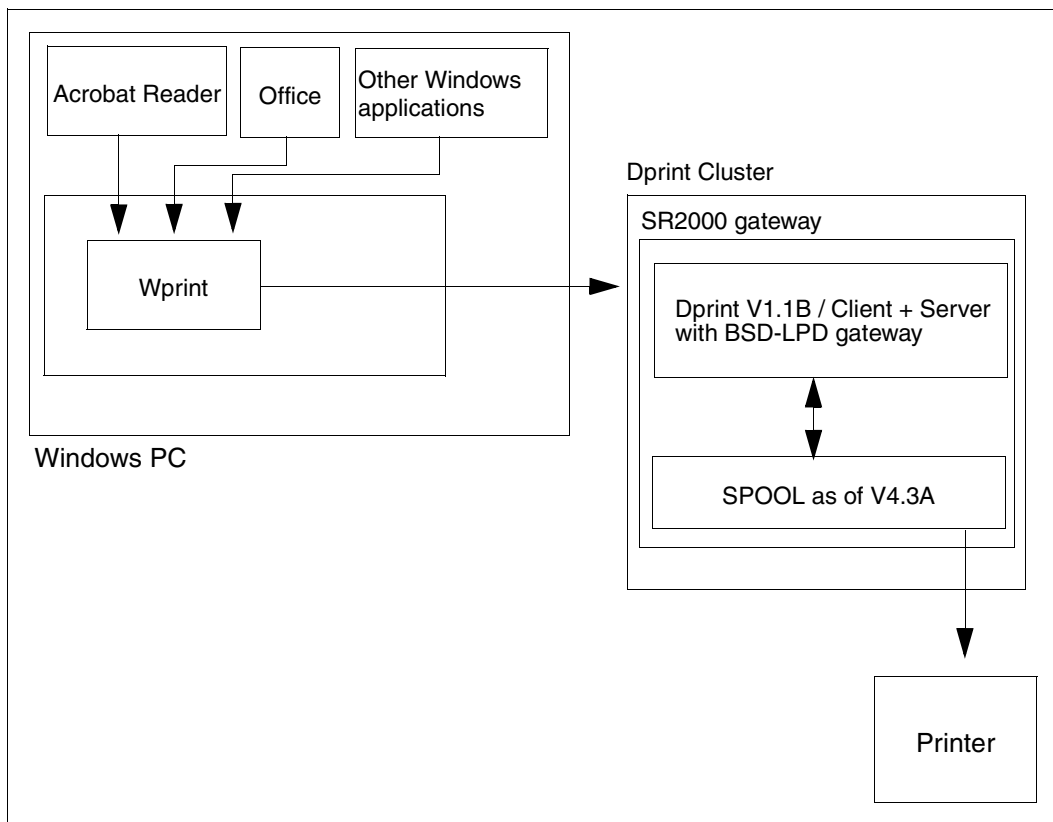 Acrobat Reader
Office
Other Windows
applications
Wprint
Windows PC
Dprint Cluster
SR2000 gateway
Dprint V1.1B / Client + Server
with BSD-LPD gateway
SPOOL as of V4.3A
Printer